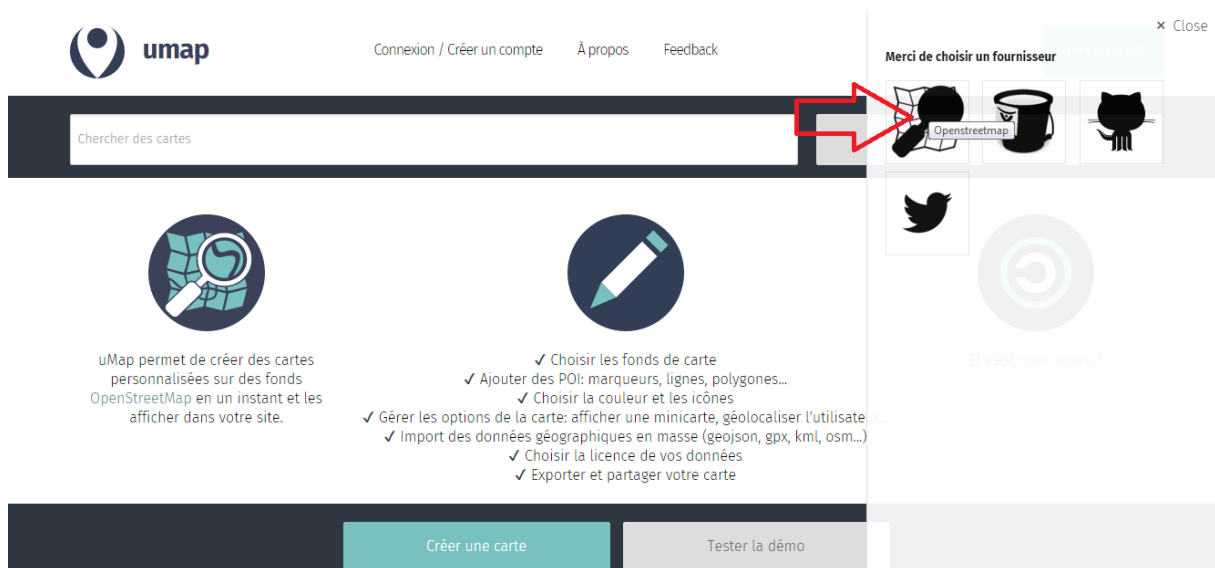 umap
Connexion / Créer un compte
À propos
Feedback
× Close
Merci de choisir un fournisseur
Chercher des cartes
Openstreetmap
uMap permet de créer des cartes
personnalisées sur des fonds
OpenStreetMap en un instant et les
afficher dans votre site.
✓ Choisir les fonds de carte
✓ Ajouter des POI: marqueurs, lignes, polygones...
✓ Choisir la couleur et les icônes
✓ Gérer les options de la carte: afficher une minicarte, géolocaliser l'utilisateur...
✓ Import des données géographiques en masse (geojson, gpx, kml, osm...)
✓ Choisir la licence de vos données
✓ Exporter et partager votre carte
Et c'est open source!
Créer une carte
Tester la démo